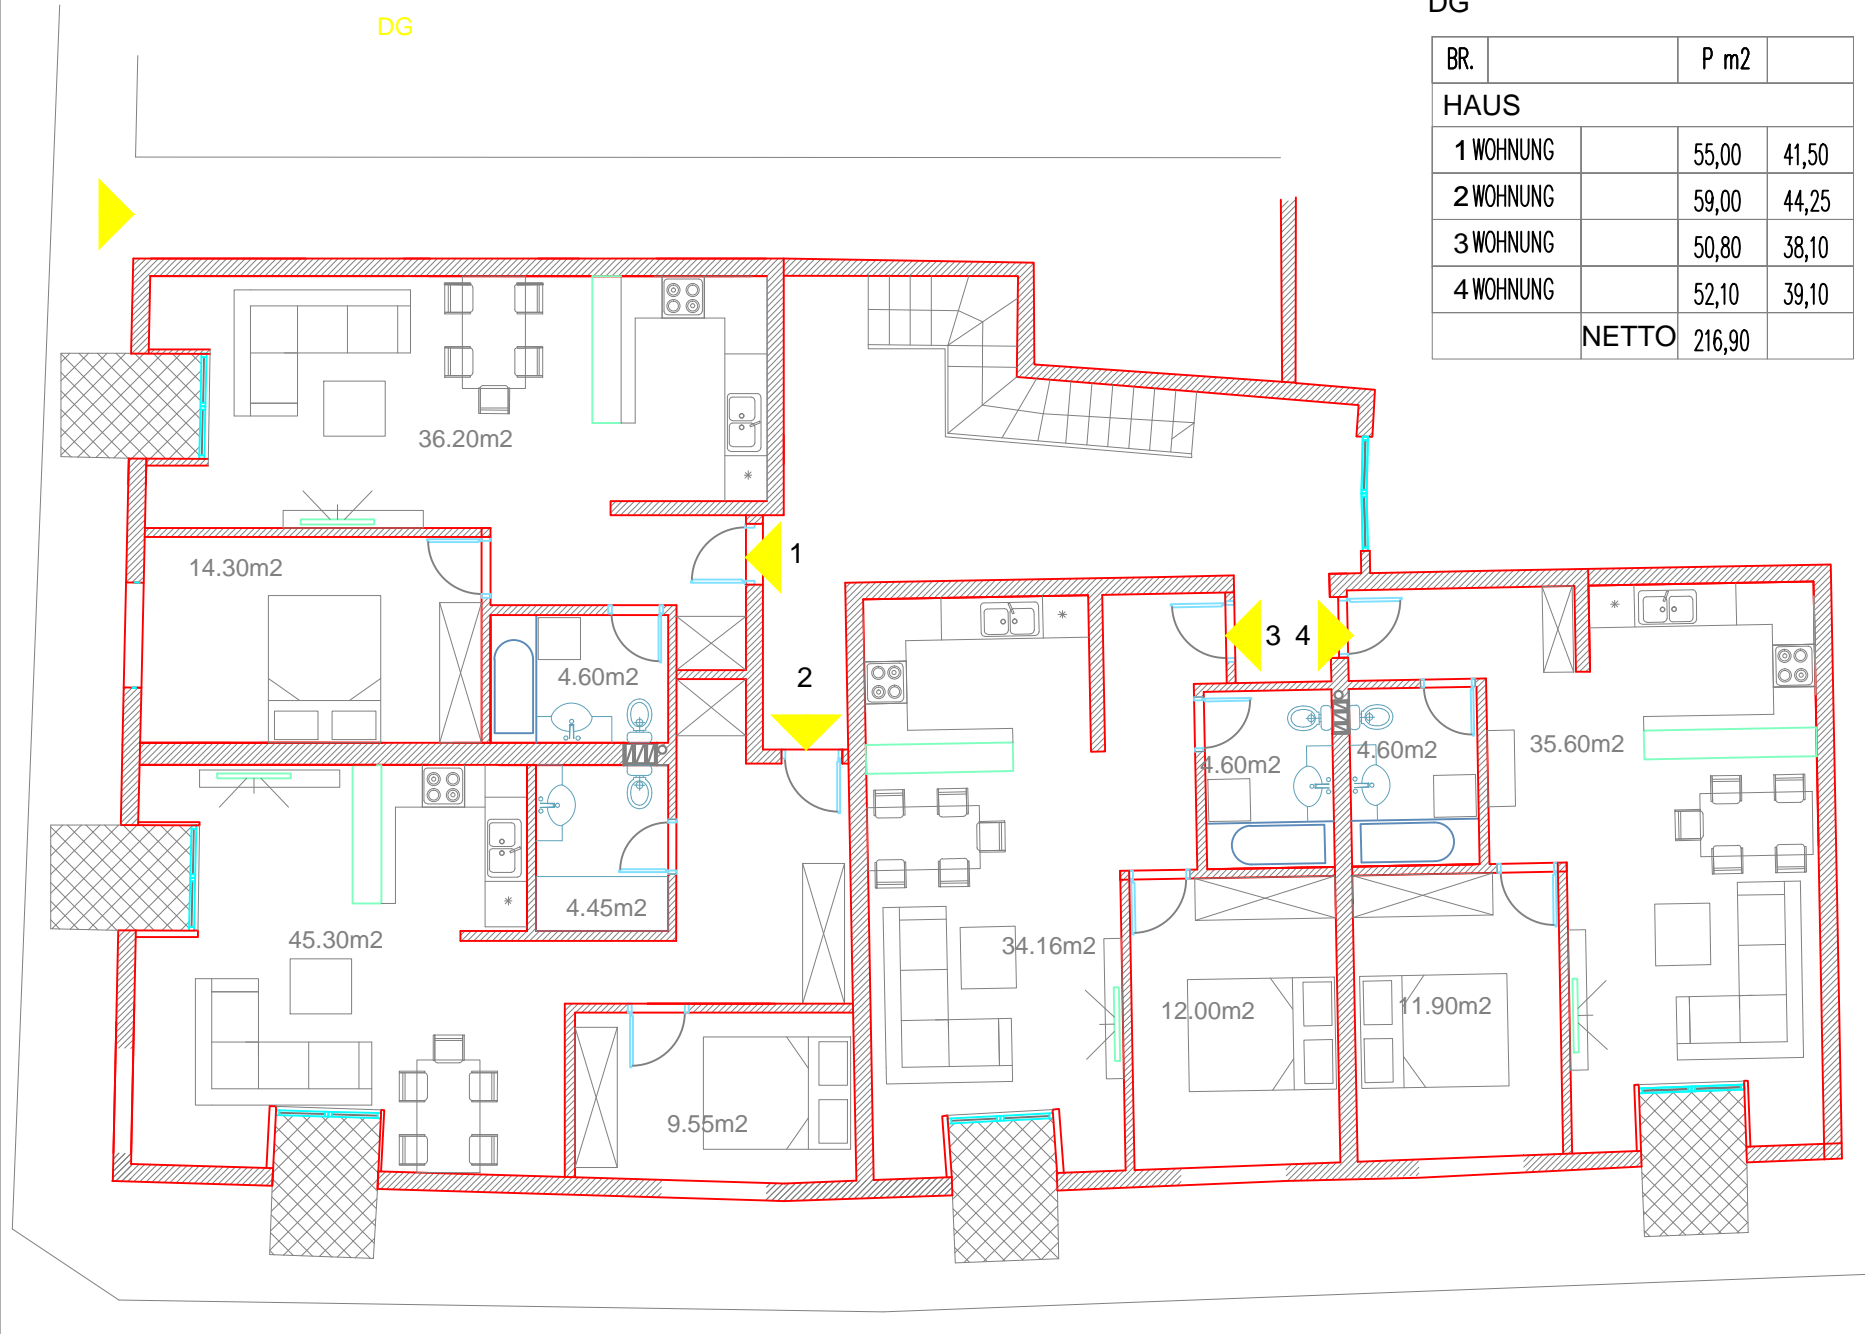 DG
DG
BR. P m2
HAUS
1 WOHNUNG 55,00 41,50
2 WOHNUNG 59,00 44,25
3 WOHNUNG 50,80 38,10
4 WOHNUNG 52,10 39,10
NETTO 216,90
36.20m2
1
14.30m2
3 4
4.60m2
2
4.60m2
4.60m2
35.60m2
4.45m2
45.30m2
34.16m2
12.00m2
11.90m2
9.55m2